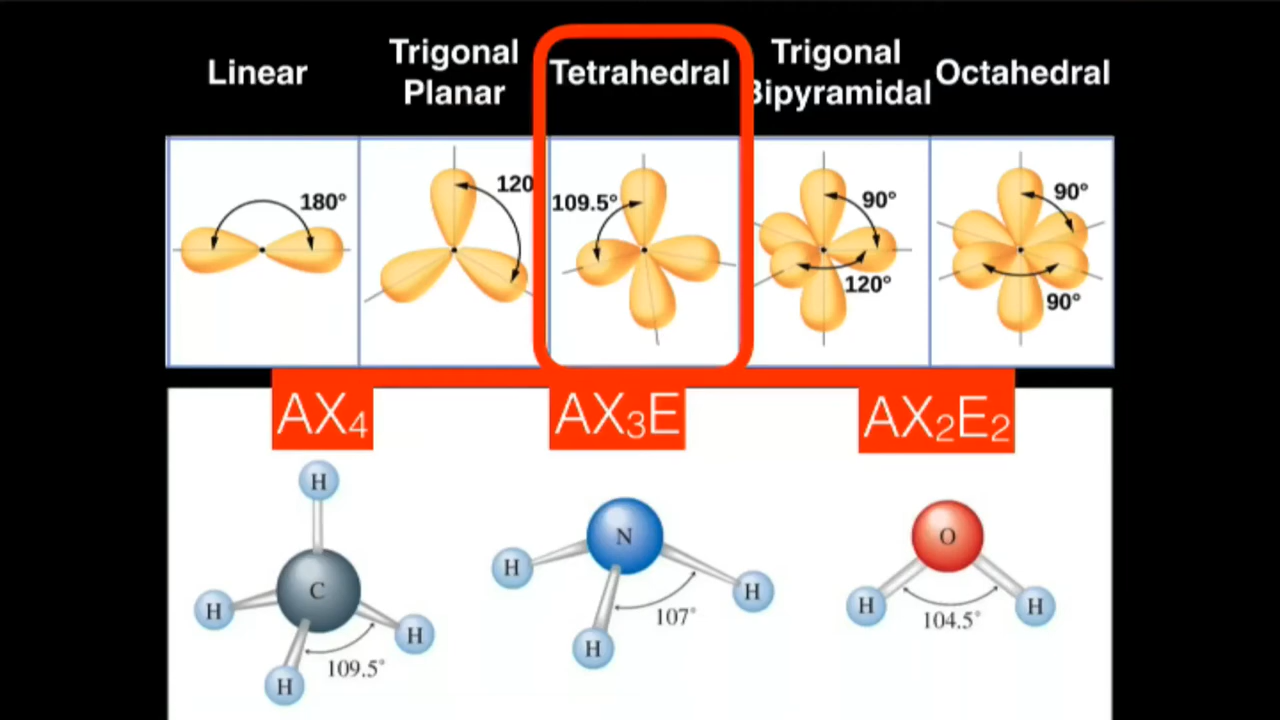 Linear
Trigonal
Planar
Tetrahedral
Trigonal
Bipyramidal
Octahedral
180°
120
109.5°
90°
120°
90°
90°
AX₄
AX₃E
AX₂E₂
H
C
H
H
H
109.5°
N
H
H
H
107°
O
H
H
104.5°